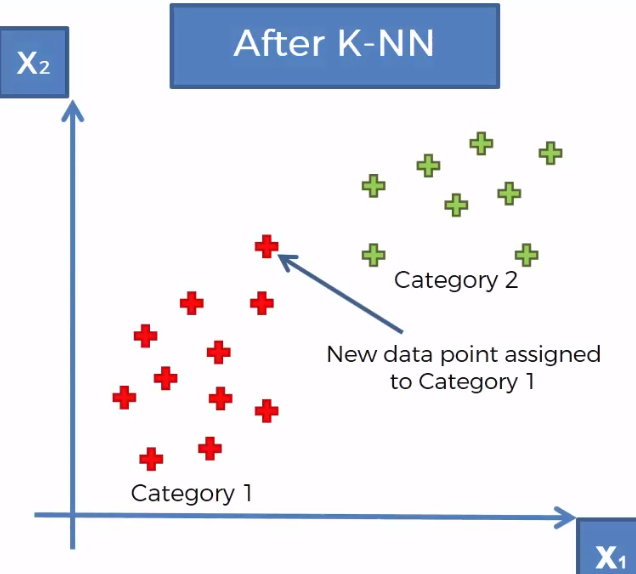 After K-NN
X₂
Category 2
New data point assigned
to Category 1
Category 1
X₁